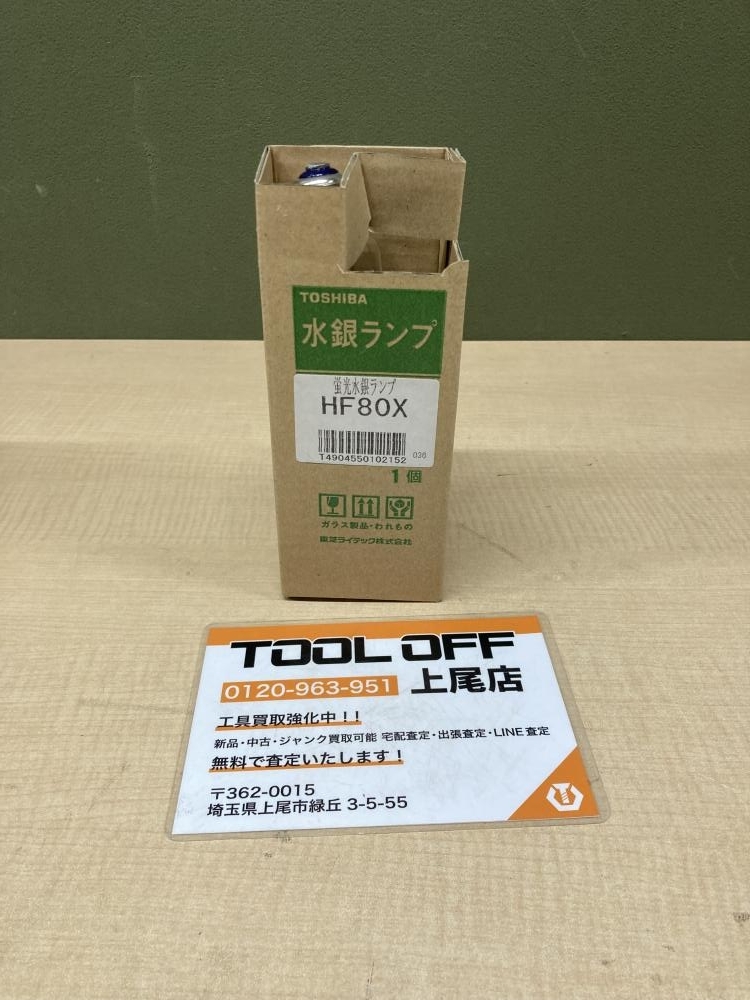 TOSHIBA
水銀ランプ
蛍光水銀ランプ
HF80X
T4904550102152
036
1個
ガラス製品・われもの
東芝ライテック株式会社
TOOL OFF
0120-963-951 上尾店
工具買取強化中！！
新品・中古・ジャンク買取可能 宅配査定・出張査定・LINE査定
無料で査定いたします！
〒362-0015
埼玉県上尾市緑丘 3-5-55